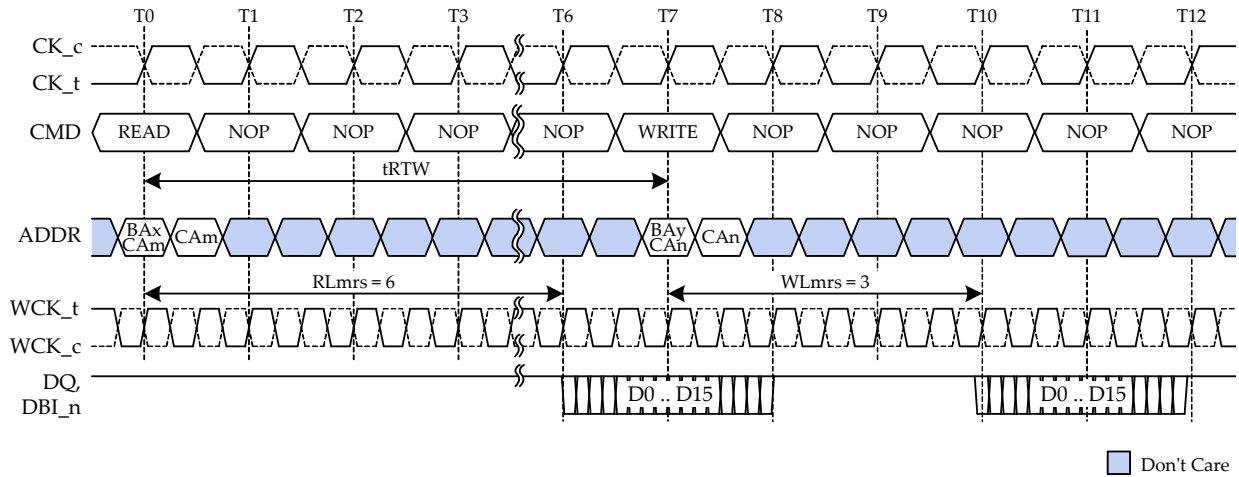 T0 T1 T2 T3 T6 T7 T8 T9 T10 T11 T12
CK_c
CK_t
CMD READ NOP NOP NOP NOP WRITE NOP NOP NOP NOP NOP
tRTW
ADDR BAx CAm CAm BAy CAn CAn
RLmrs = 6 WLmrs = 3
WCK_t
WCK_c
DQ,
DBI_n D0 .. D15 D0 .. D15
Don't Care